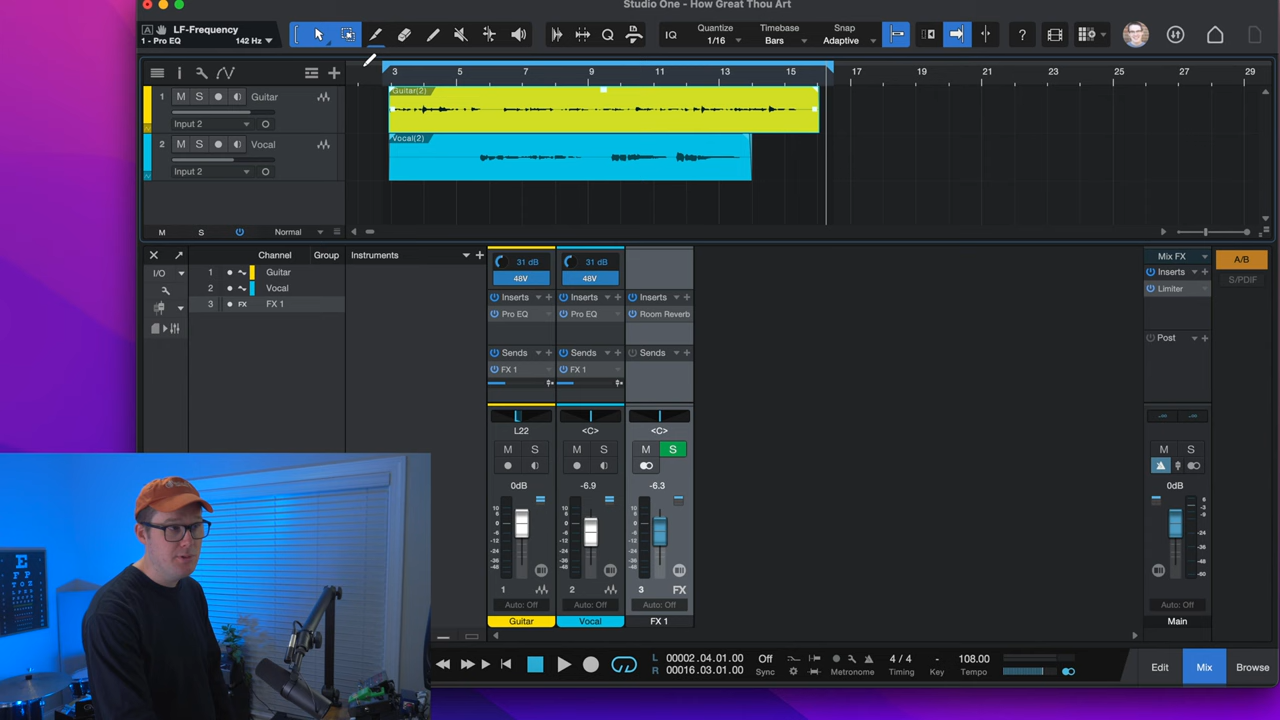 Studio One - How Great Thou Art
LF-Frequency
1 - Pro EQ 142 Hz
IQ
Quantize
1/16
Timebase
Bars
Snap
Adaptive
?
3 5 7 9 11 13 15 17 19 21 23 25 27 29
1 M S Guitar
Input 2
2 M S Vocal
Input 2
Guitar(2)
Vocal(2)
M S Normal
I/O
Channel Group
1 Guitar
2 Vocal
3 FX FX 1
Instruments
31 dB
48V
Inserts
Pro EQ
Sends
FX 1
L22
M S
0dB
1
Auto: Off
Guitar
31 dB
48V
Inserts
Pro EQ
Sends
FX 1
<C>
M S
-6.9
2
Auto: Off
Vocal
Inserts
Room Reverb
Sends
<C>
M S
-6.3
3 FX
Auto: Off
FX 1
Mix FX
Inserts
Limiter
Post
M S
0dB
Auto: Off
Main
A/B
S/PDIF
L 00002.04.01.00
R 00016.03.01.00
Off
Sync
Metronome
4 / 4
Timing
-
Key
108.00
Tempo
Edit
Mix
Browse
E
F P
T O Z